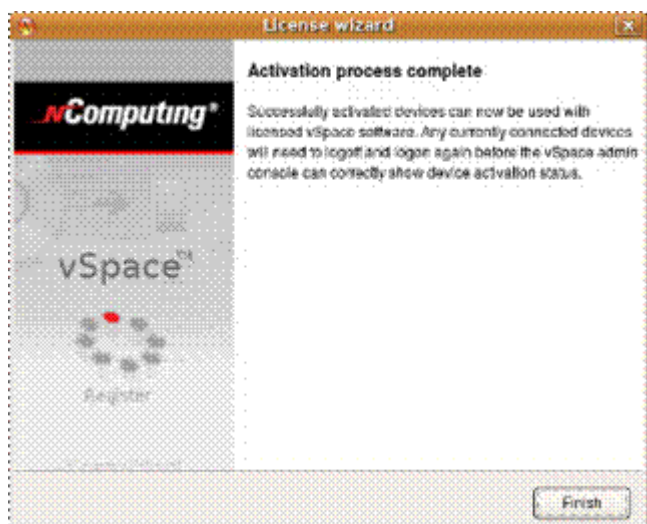 License wizard
Activation process complete
NComputing®
Successfully activated devices can now be used with
licensed vSpace software. Any currently connected devices
will need to logoff and logon again before the vSpace admin
console can correctly show device activation status.
vSpace™
Register
Finish